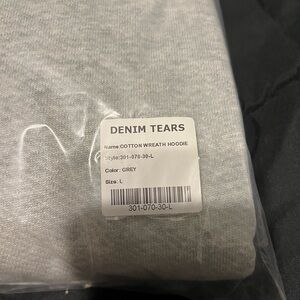 DENIM TEARS
Name:COTTON WREATH HOODIE
Style:301-070-30-L
Color: GREY
Size: L
301-070-30-L